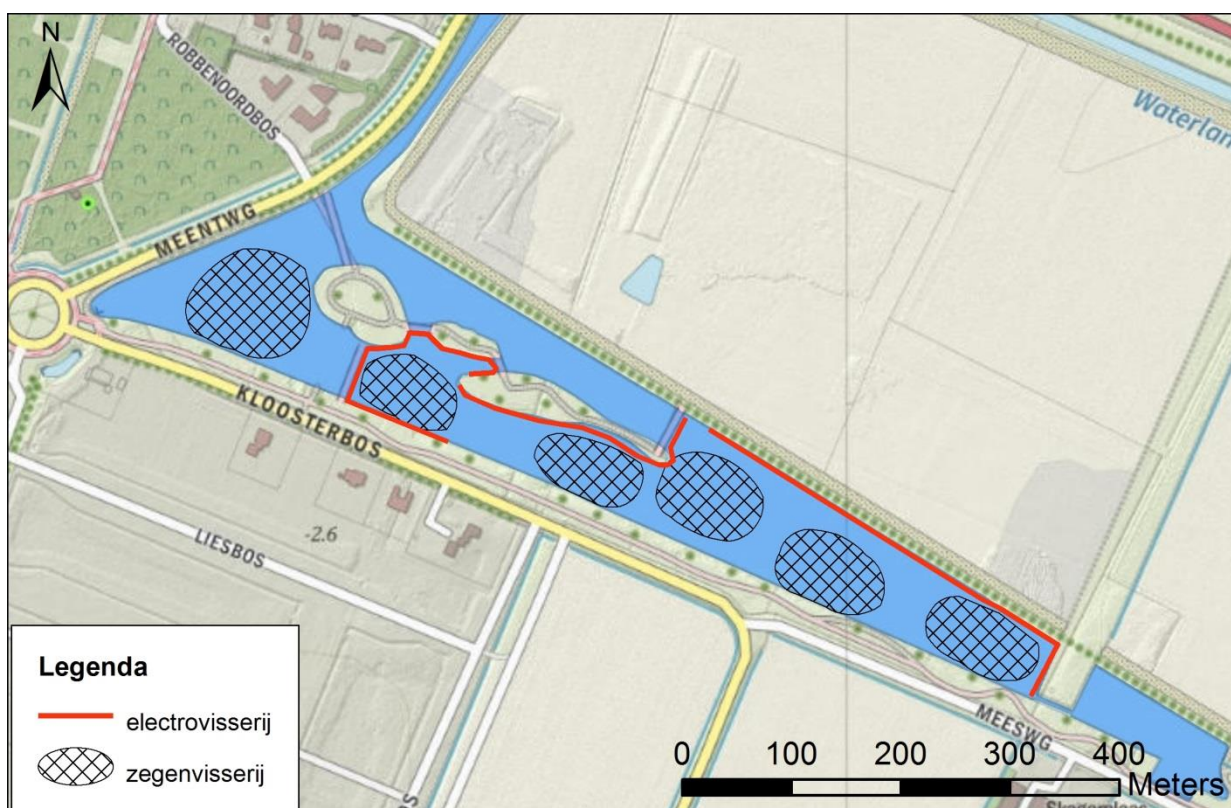 N
ROBBENOORDBOS
Waterlan
MEENTWG
KLOOSTERBOS
LIESBOS
-2.6
MEESWG
Legenda
electrovisserij
zegenvisserij
0 100 200 300 400
Meters